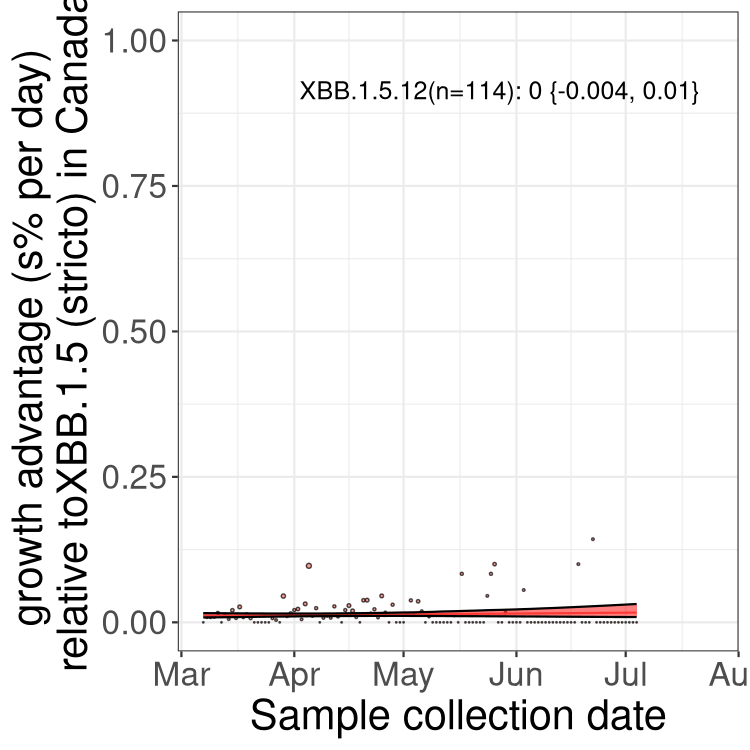 growth advantage (s% per day)
relative toXBB.1.5 (stricto) in Canada
1.00
0.75
0.50
0.25
0.00
XBB.1.5.12(n=114): 0 {-0.004, 0.01}
Mar Apr May Jun Jul Au
Sample collection date